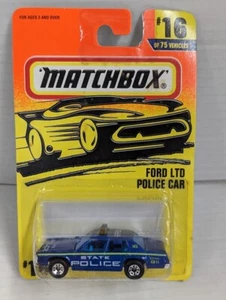 FOR AGES 3 AND OVER
#16
OF 75 VEHICLES
MATCHBOX
FORD LTD
POLICE CAR
STATE
POLICE